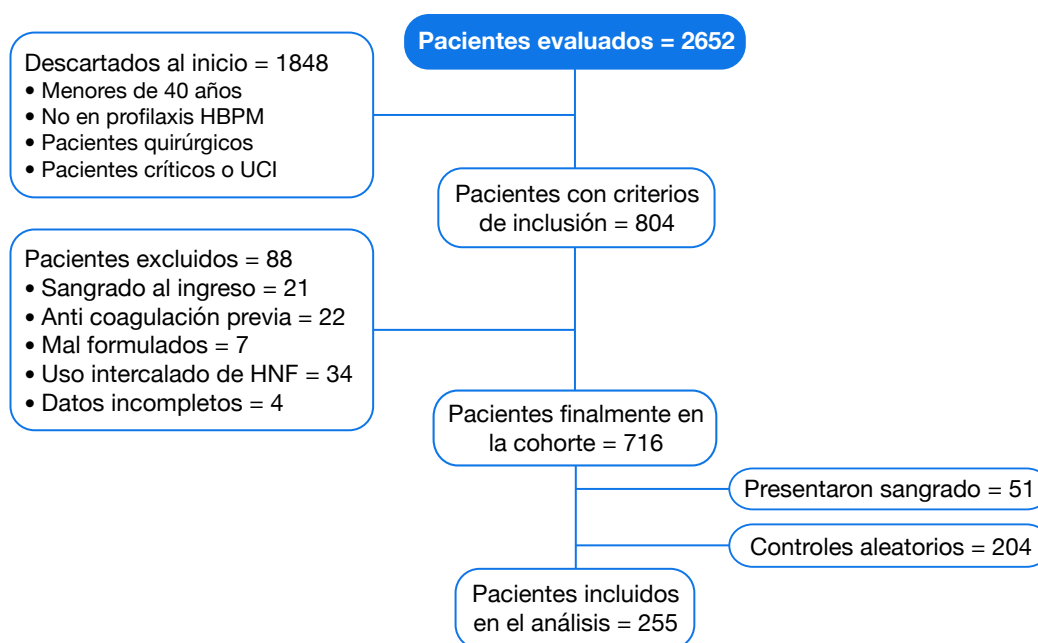 Pacientes evaluados = 2652
Descartados al inicio = 1848
• Menores de 40 años
• No en profilaxis HBPM
• Pacientes quirúrgicos
• Pacientes críticos o UCI
Pacientes con criterios
de inclusión = 804
Pacientes excluidos = 88
• Sangrado al ingreso = 21
• Anti coagulación previa = 22
• Mal formulados = 7
• Uso intercalado de HNF = 34
• Datos incompletos = 4
Pacientes finalmente en
la cohorte = 716
Presentaron sangrado = 51
Controles aleatorios = 204
Pacientes incluidos
en el análisis = 255